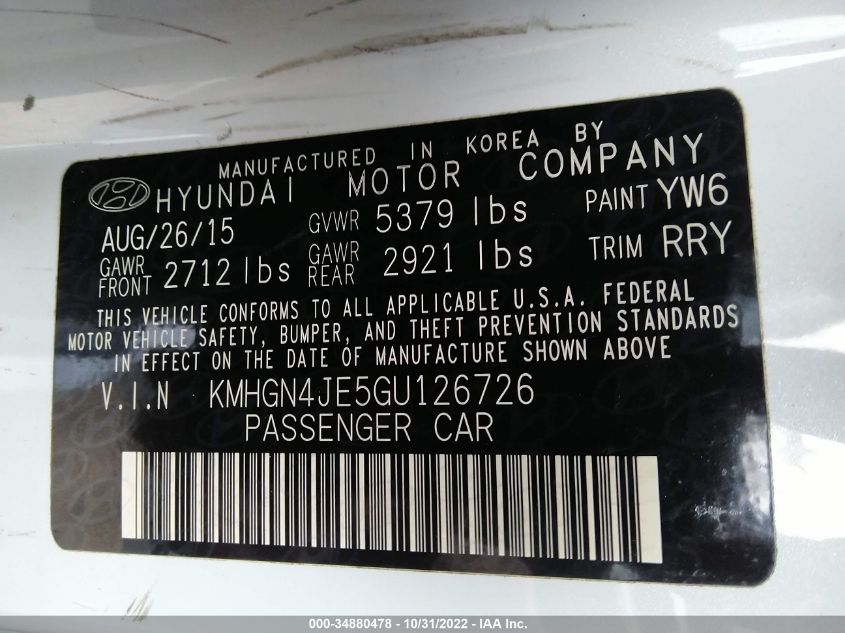 MANUFACTURED IN KOREA BY
HYUNDAI MOTOR COMPANY
AUG/26/15 GVWR 5379 lbs PAINT YW6
GAWR FRONT 2712 lbs GAWR REAR 2921 lbs TRIM RRY
THIS VEHICLE CONFORMS TO ALL APPLICABLE U.S.A. FEDERAL
MOTOR VEHICLE SAFETY, BUMPER, AND THEFT PREVENTION STANDARDS
IN EFFECT ON THE DATE OF MANUFACTURE SHOWN ABOVE
V.I.N KMHGN4JE5GU126726
PASSENGER CAR
000-34880478 - 10/31/2022 - IAA Inc.